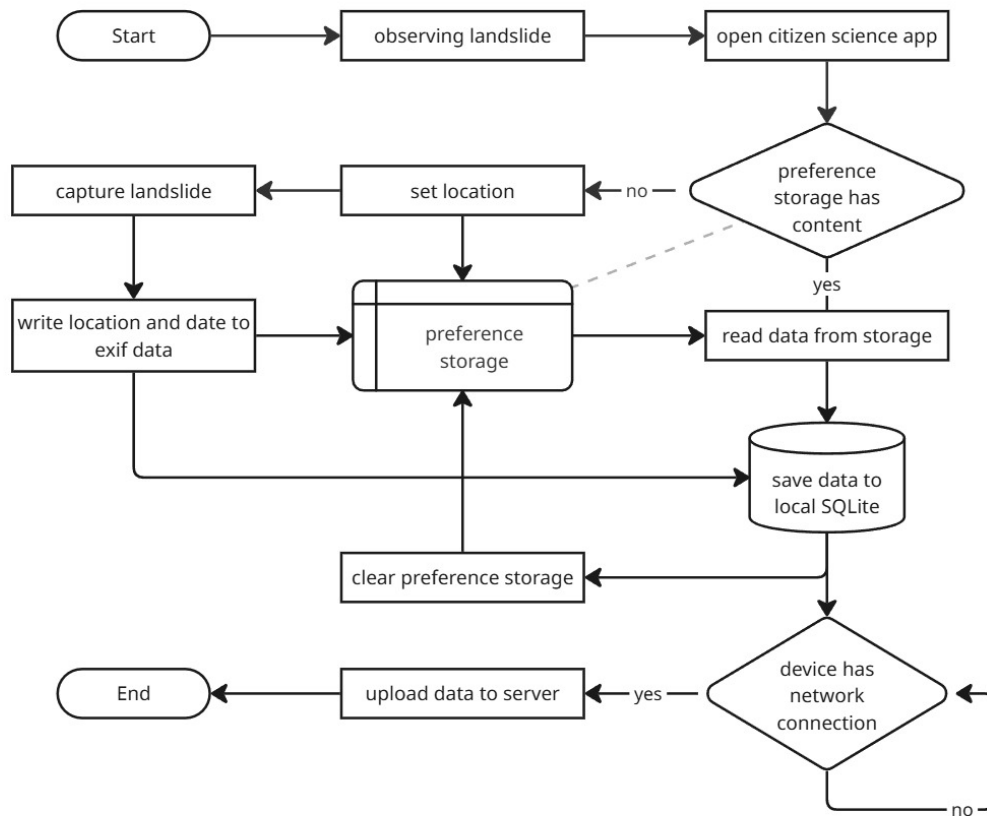 Start
observing landslide
open citizen science app
preference
storage has
content
no
set location
capture landslide
yes
write location and date to
exif data
preference
storage
read data from storage
save data to
local SQLite
clear preference storage
device has
network
connection
yes
upload data to server
End
no